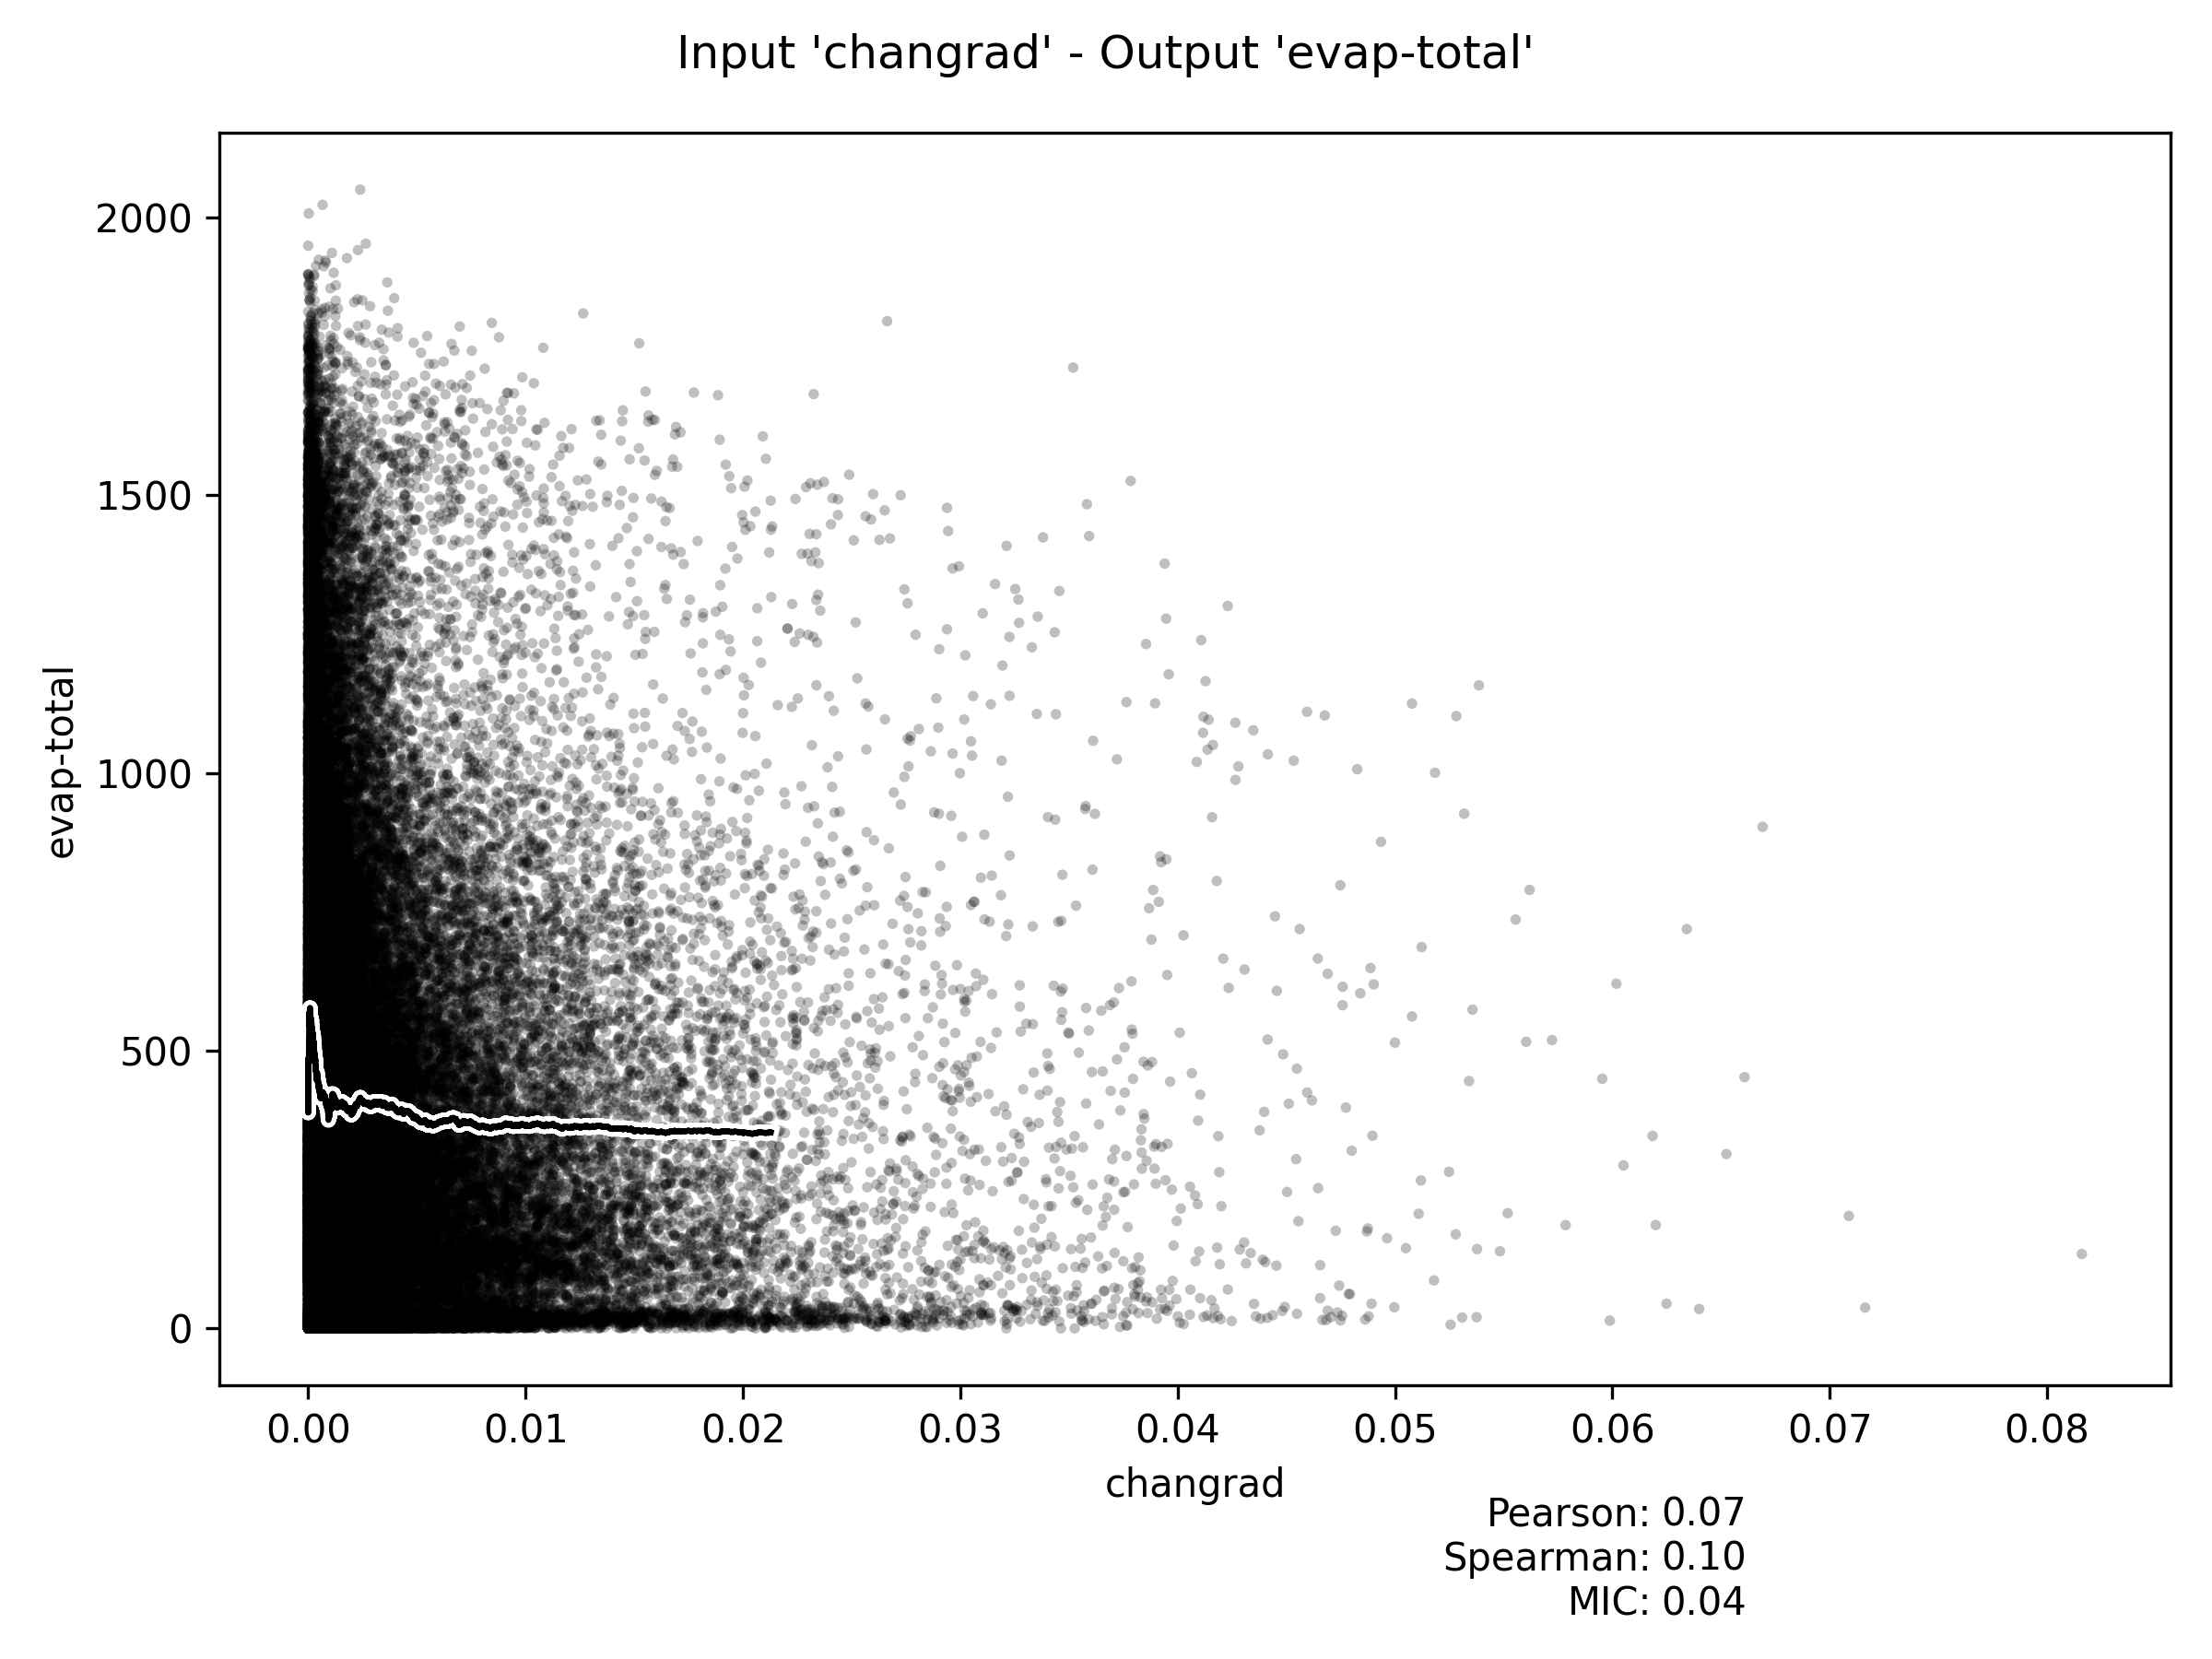 Input 'changrad' - Output 'evap-total'
2000
1500
1000
500
0
evap-total
0.00 0.01 0.02 0.03 0.04 0.05 0.06 0.07 0.08
changrad
Pearson: 0.07
Spearman: 0.10
MIC: 0.04